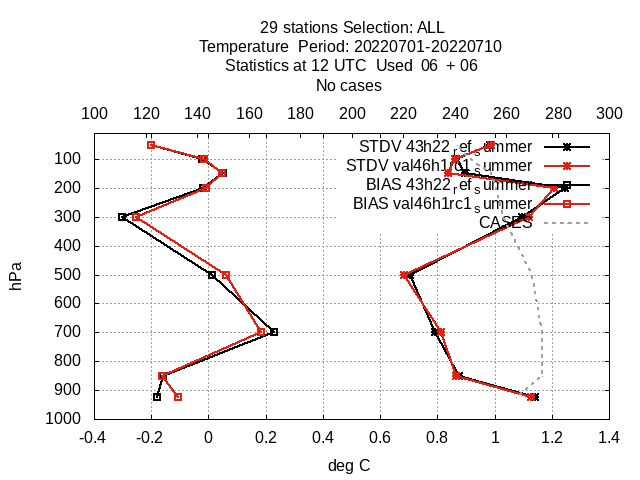 29 stations Selection: ALL
Temperature Period: 20220701-20220710
Statistics at 12 UTC Used 06 + 06
No cases
100 120 140 160 180 200 220 240 260 280 300
STDV 43h22_ref_summer
STDV val46h1rc1_summer
BIAS 43h22_ref_summer
BIAS val46h1rc1_summer
CASES
100
200
300
400
500
600
700
800
900
1000
hPa
-0.4 -0.2 0 0.2 0.4 0.6 0.8 1 1.2 1.4
deg C